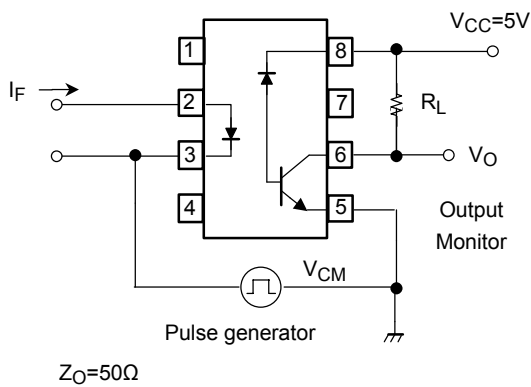 VCC=5V
1
8
IF
2
7
RL
3
6
VO
4
5
Output
Monitor
VCM
Pulse generator
ZO=50Ω